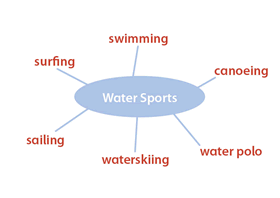 swimming
surfing
canoeing
Water Sports
sailing
waterskiing
water polo